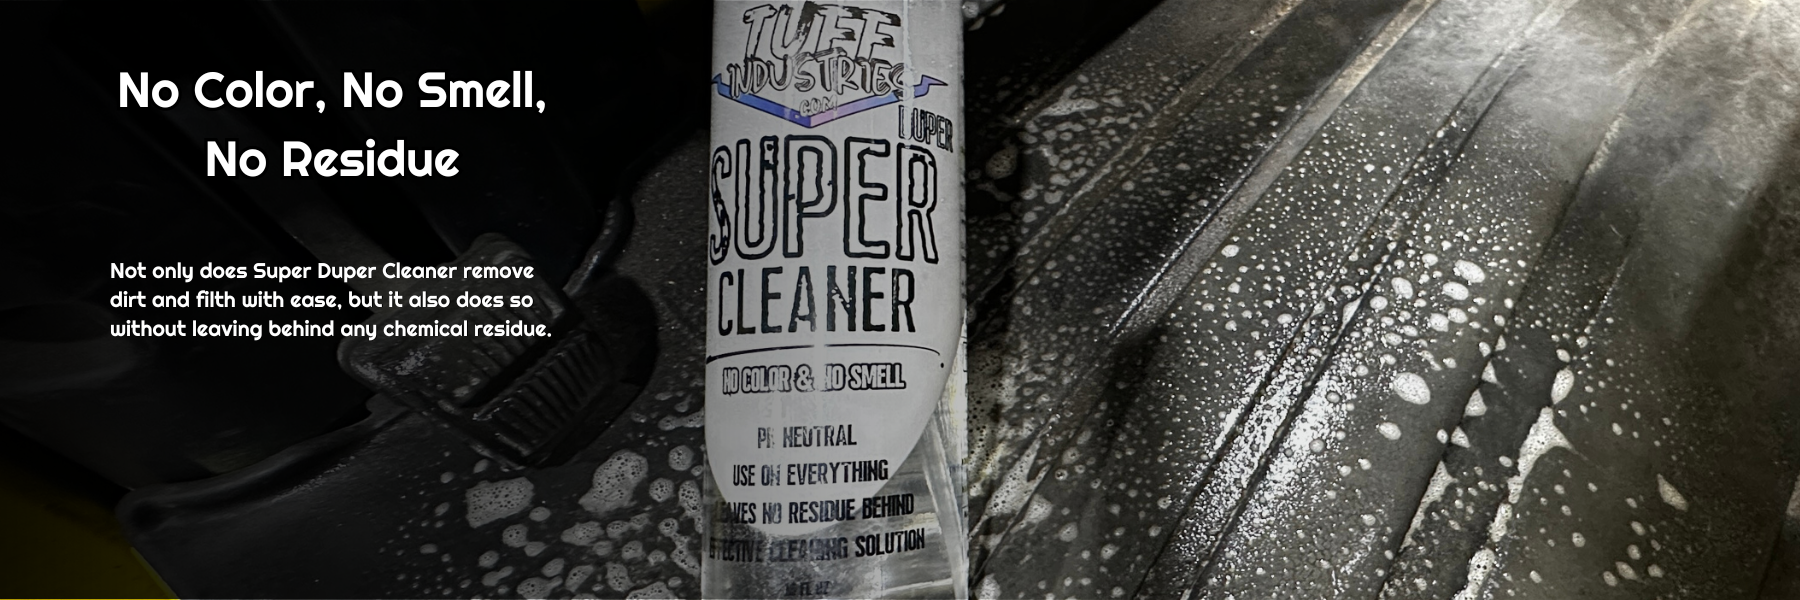 No Color, No Smell,
No Residue
Not only does Super Duper Cleaner remove
dirt and filth with ease, but it also does so
without leaving behind any chemical residue.
TUFF
INDUSTRIES
.COM
DUPER
SUPER
CLEANER
NO COLOR & NO SMELL
PH NEUTRAL
USE ON EVERYTHING
LEAVES NO RESIDUE BEHIND
EFFECTIVE CLEANING SOLUTION